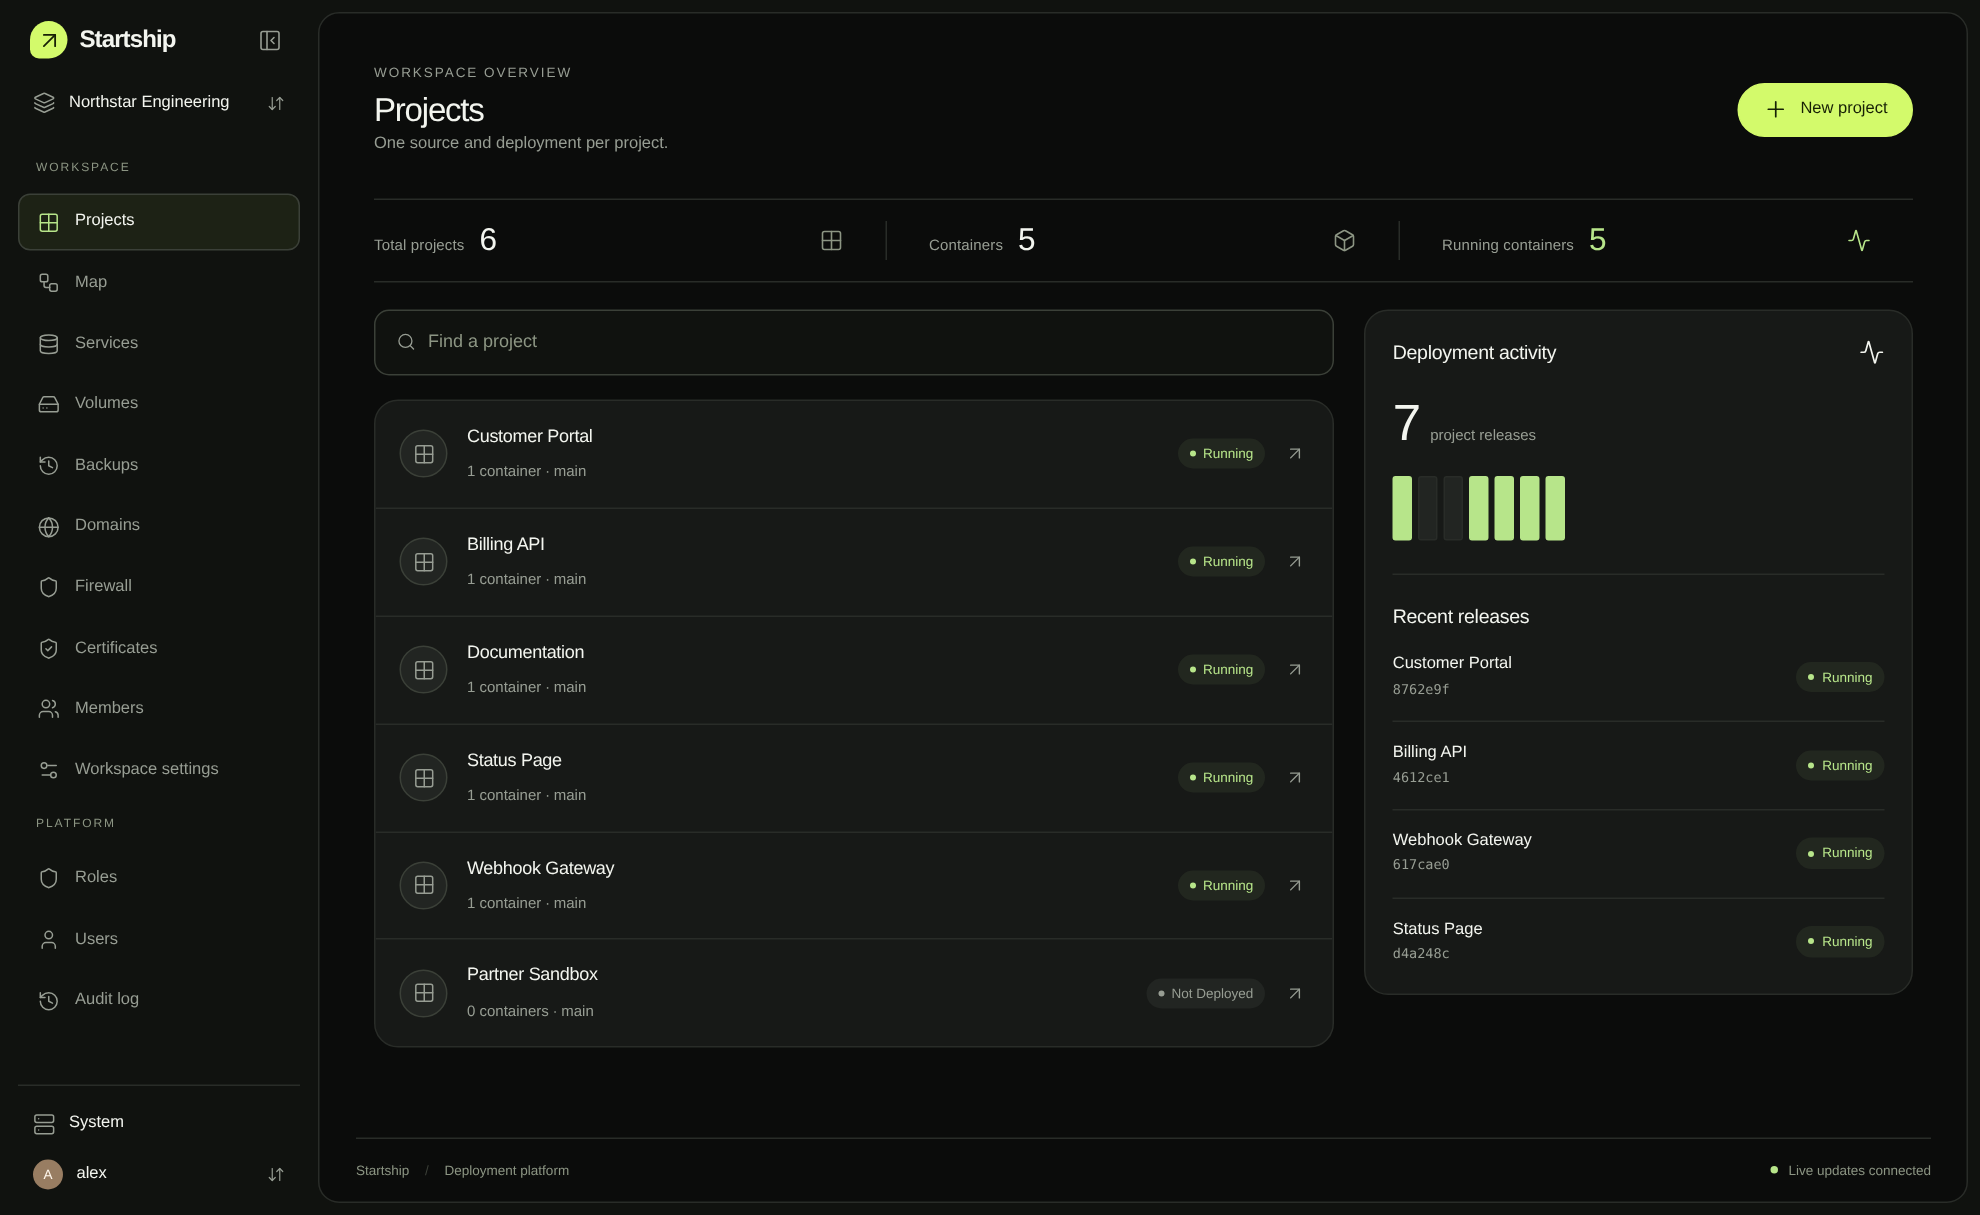 Startship
Northstar Engineering
WORKSPACE
Projects
Map
Services
Volumes
Backups
Domains
Firewall
Certificates
Members
Workspace settings
PLATFORM
Roles
Users
Audit log
System
A alex
WORKSPACE OVERVIEW
Projects
One source and deployment per project.
New project
Total projects 6
Containers 5
Running containers 5
Find a project
Customer Portal
1 container · main
Running
Billing API
1 container · main
Running
Documentation
1 container · main
Running
Status Page
1 container · main
Running
Webhook Gateway
1 container · main
Running
Partner Sandbox
0 containers · main
Not Deployed
Deployment activity
7 project releases
Recent releases
Customer Portal
8762e9f
Running
Billing API
4612ce1
Running
Webhook Gateway
617cae0
Running
Status Page
d4a248c
Running
Startship / Deployment platform
Live updates connected